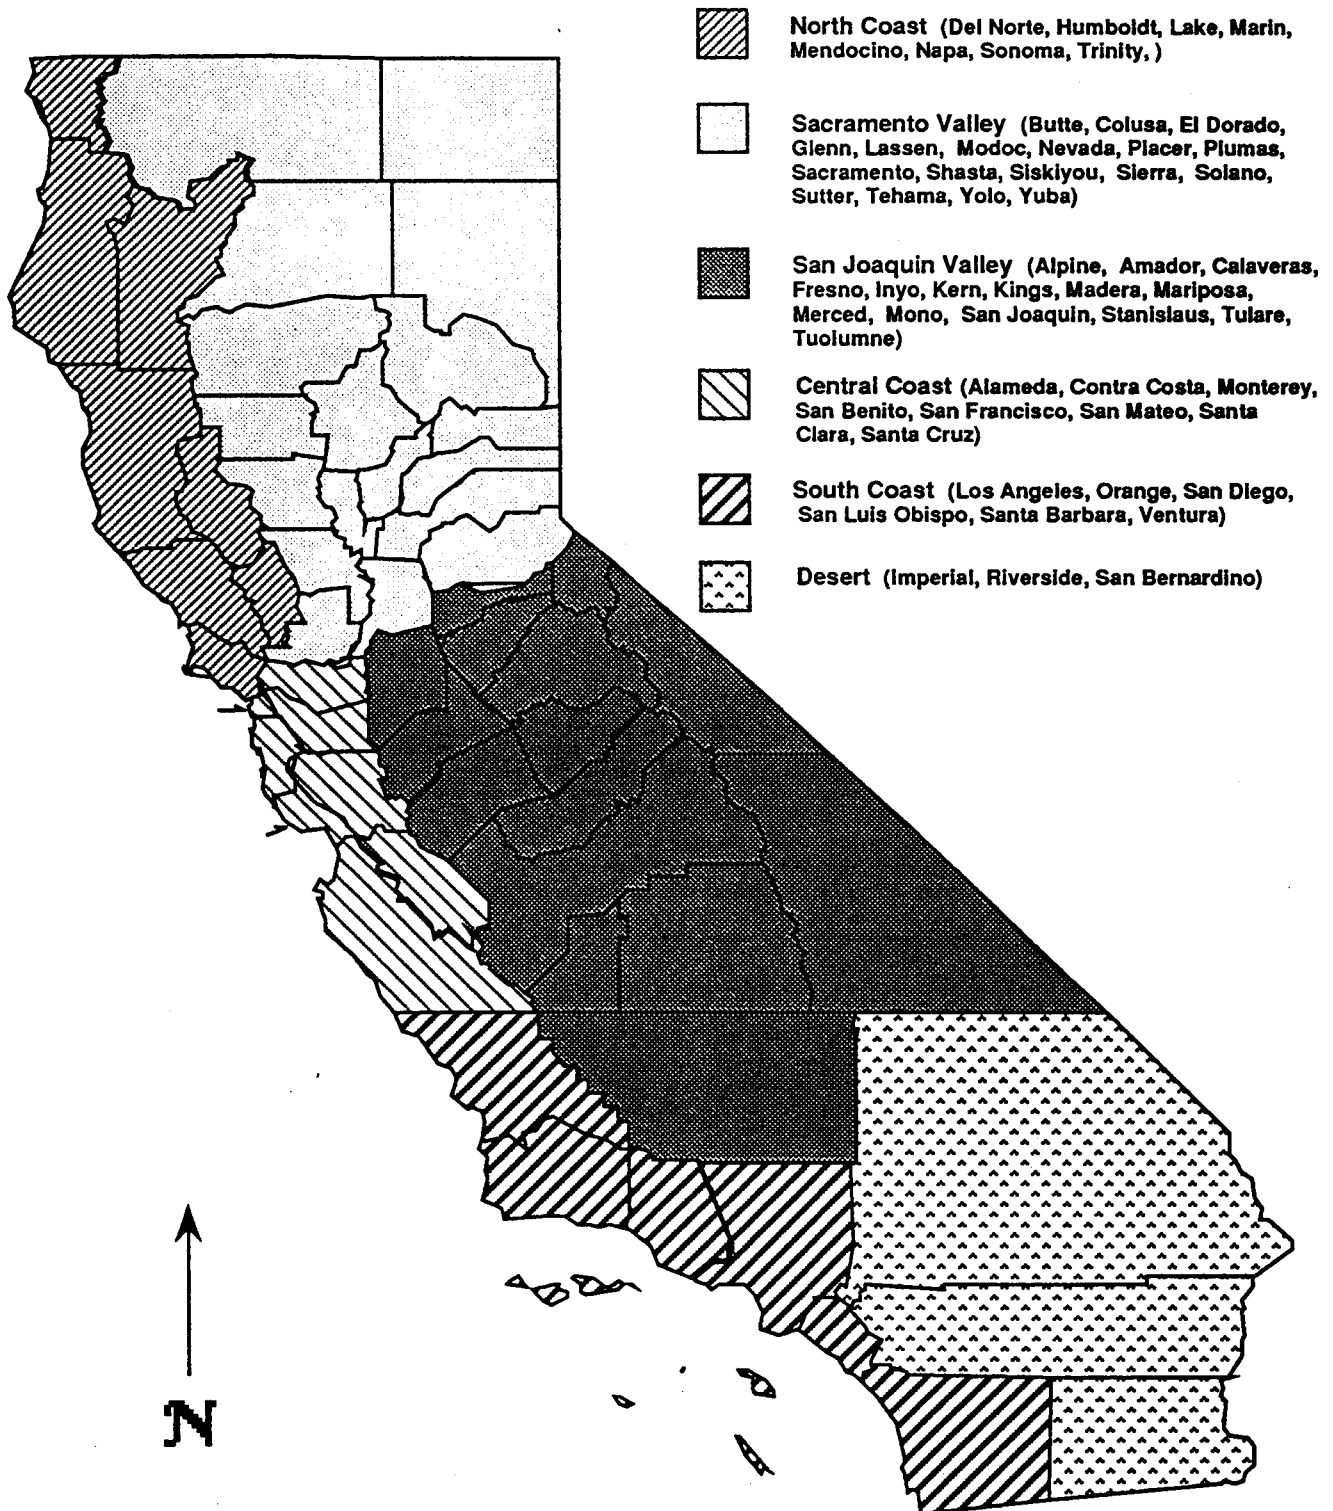 North Coast (Del Norte, Humboldt, Lake, Marin,
Mendocino, Napa, Sonoma, Trinity, )
Sacramento Valley (Butte, Colusa, El Dorado,
Glenn, Lassen, Modoc, Nevada, Placer, Plumas,
Sacramento, Shasta, Siskiyou, Sierra, Solano,
Sutter, Tehama, Yolo, Yuba)
San Joaquin Valley (Alpine, Amador, Calaveras,
Fresno, Inyo, Kern, Kings, Madera, Mariposa,
Merced, Mono, San Joaquin, Stanislaus, Tulare,
Tuolumne)
Central Coast (Alameda, Contra Costa, Monterey,
San Benito, San Francisco, San Mateo, Santa
Clara, Santa Cruz)
South Coast (Los Angeles, Orange, San Diego,
San Luis Obispo, Santa Barbara, Ventura)
Desert (Imperial, Riverside, San Bernardino)
N